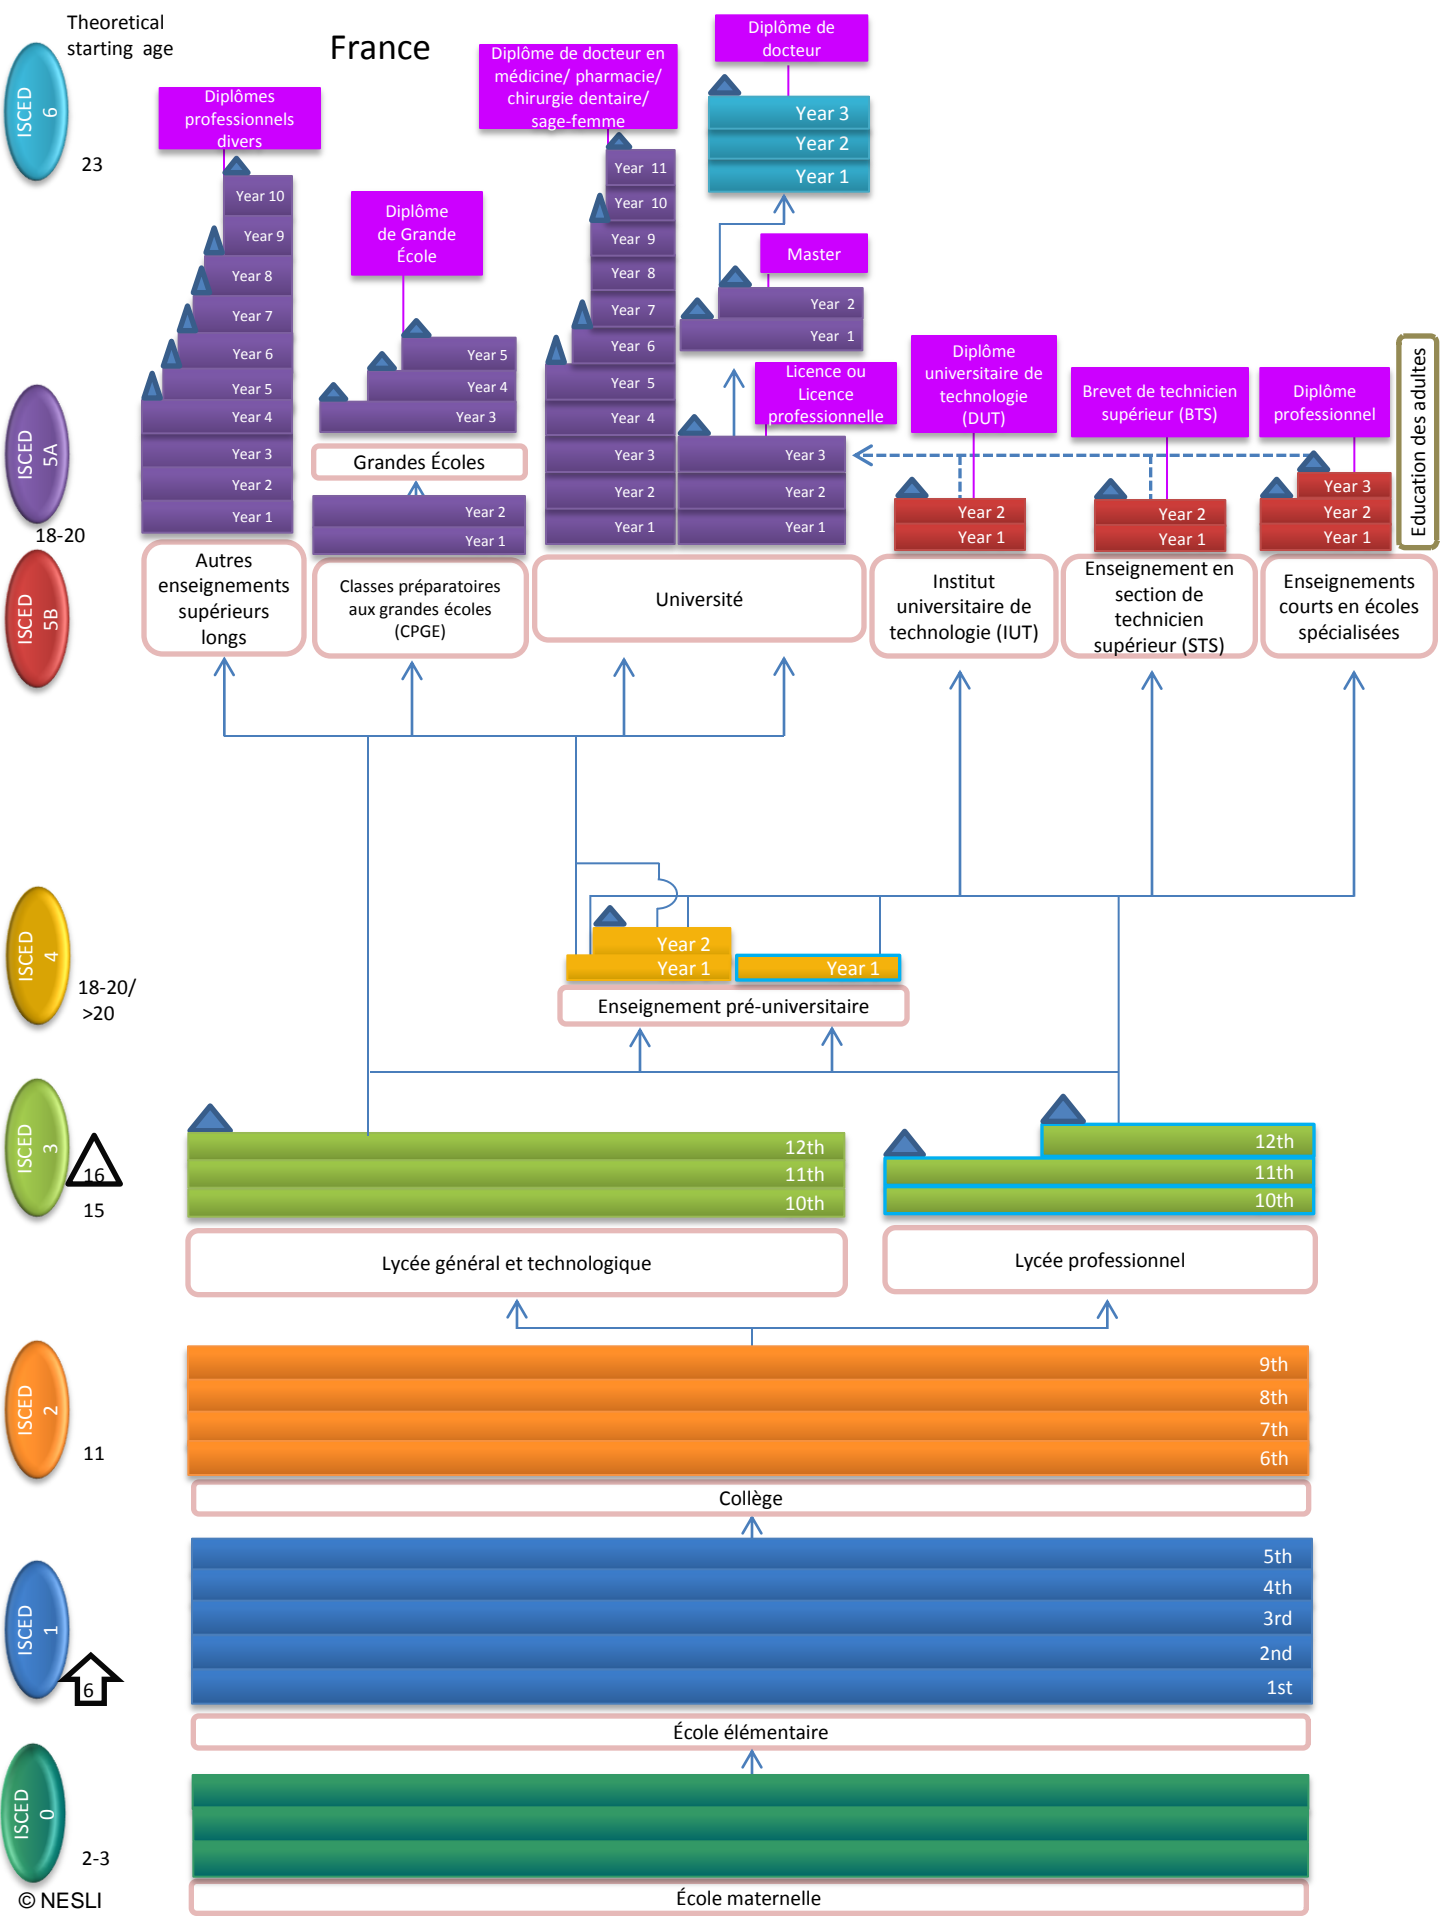 Theoretical
starting age
France
ISCED
6
23
Diplômes
professionnels
divers
Year 10
Year 9
Year 8
Year 7
Year 6
Year 5
Year 4
Year 3
Year 2
Year 1
Diplôme
de Grande
École
Year 5
Year 4
Year 3
Grandes Écoles
Year 2
Year 1
Diplôme de docteur en
médicine/ pharmacie/
chirurgie dentaire/
sage-femme
Year 11
Year 10
Year 9
Year 8
Year 7
Year 6
Year 5
Year 4
Year 3
Year 2
Year 1
Diplôme de
docteur
Year 3
Year 2
Year 1
Master
Year 2
Year 1
Licence ou
Licence
professionnelle
Year 3
Year 2
Year 1
Diplôme
universitaire de
technologie
(DUT)
Year 2
Year 1
Brevet de technicien
supérieur (BTS)
Year 2
Year 1
Diplôme
professionnel
Year 3
Year 2
Year 1
Education des adultes
ISCED
5A
18-20
ISCED
5B
Autres
enseignements
supérieurs
longs
Classes préparatoires
aux grandes écoles
(CPGE)
Université
Institut
universitaire de
technologie (IUT)
Enseignement en
section de
technicien
supérieur (STS)
Enseignements
courts en écoles
spécialisées
ISCED
4
18-20/
>20
Year 2
Year 1
Year 1
Enseignement pré-universitaire
ISCED
3
16
15
12th
11th
10th
Lycée général et technologique
12th
11th
10th
Lycée professionnel
ISCED
2
11
9th
8th
7th
6th
Collège
ISCED
1
6
5th
4th
3rd
2nd
1st
École élémentaire
ISCED
0
2-3
École maternelle
© NESLI